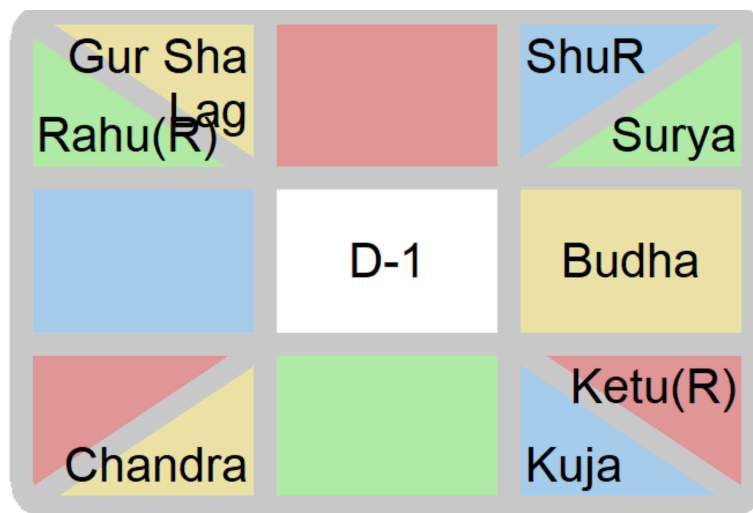 Gur Sha
Lag
Rahu(R)
ShuR
Surya
D-1
Budha
Chandra
Ketu(R)
Kuja